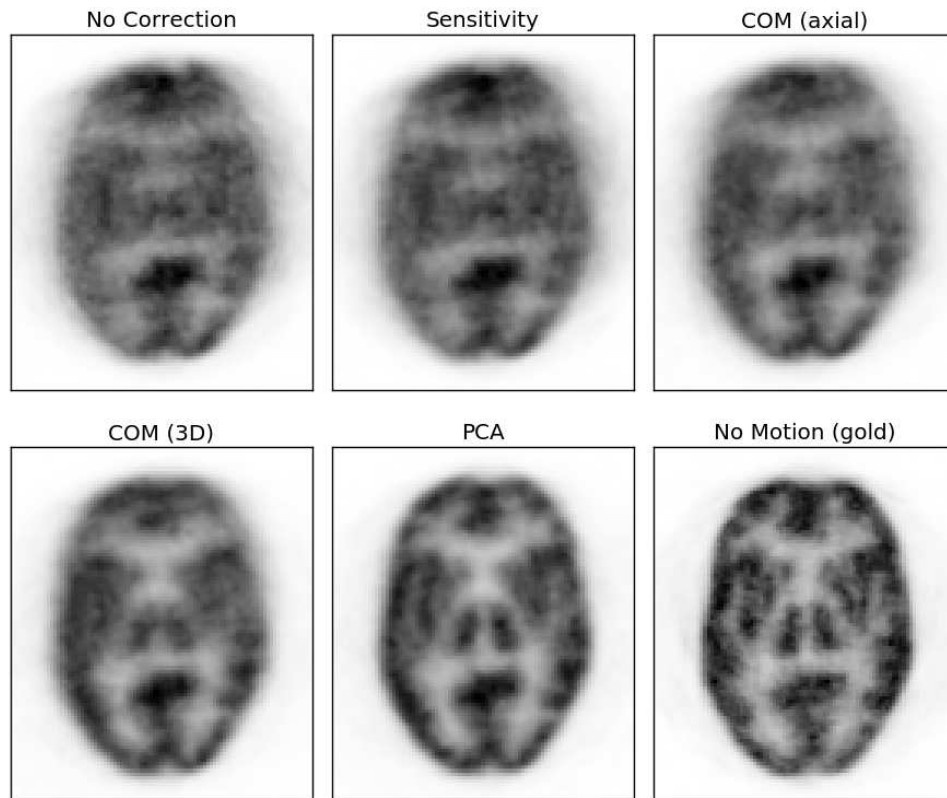 No Correction
Sensitivity
COM (axial)
COM (3D)
PCA
No Motion (gold)